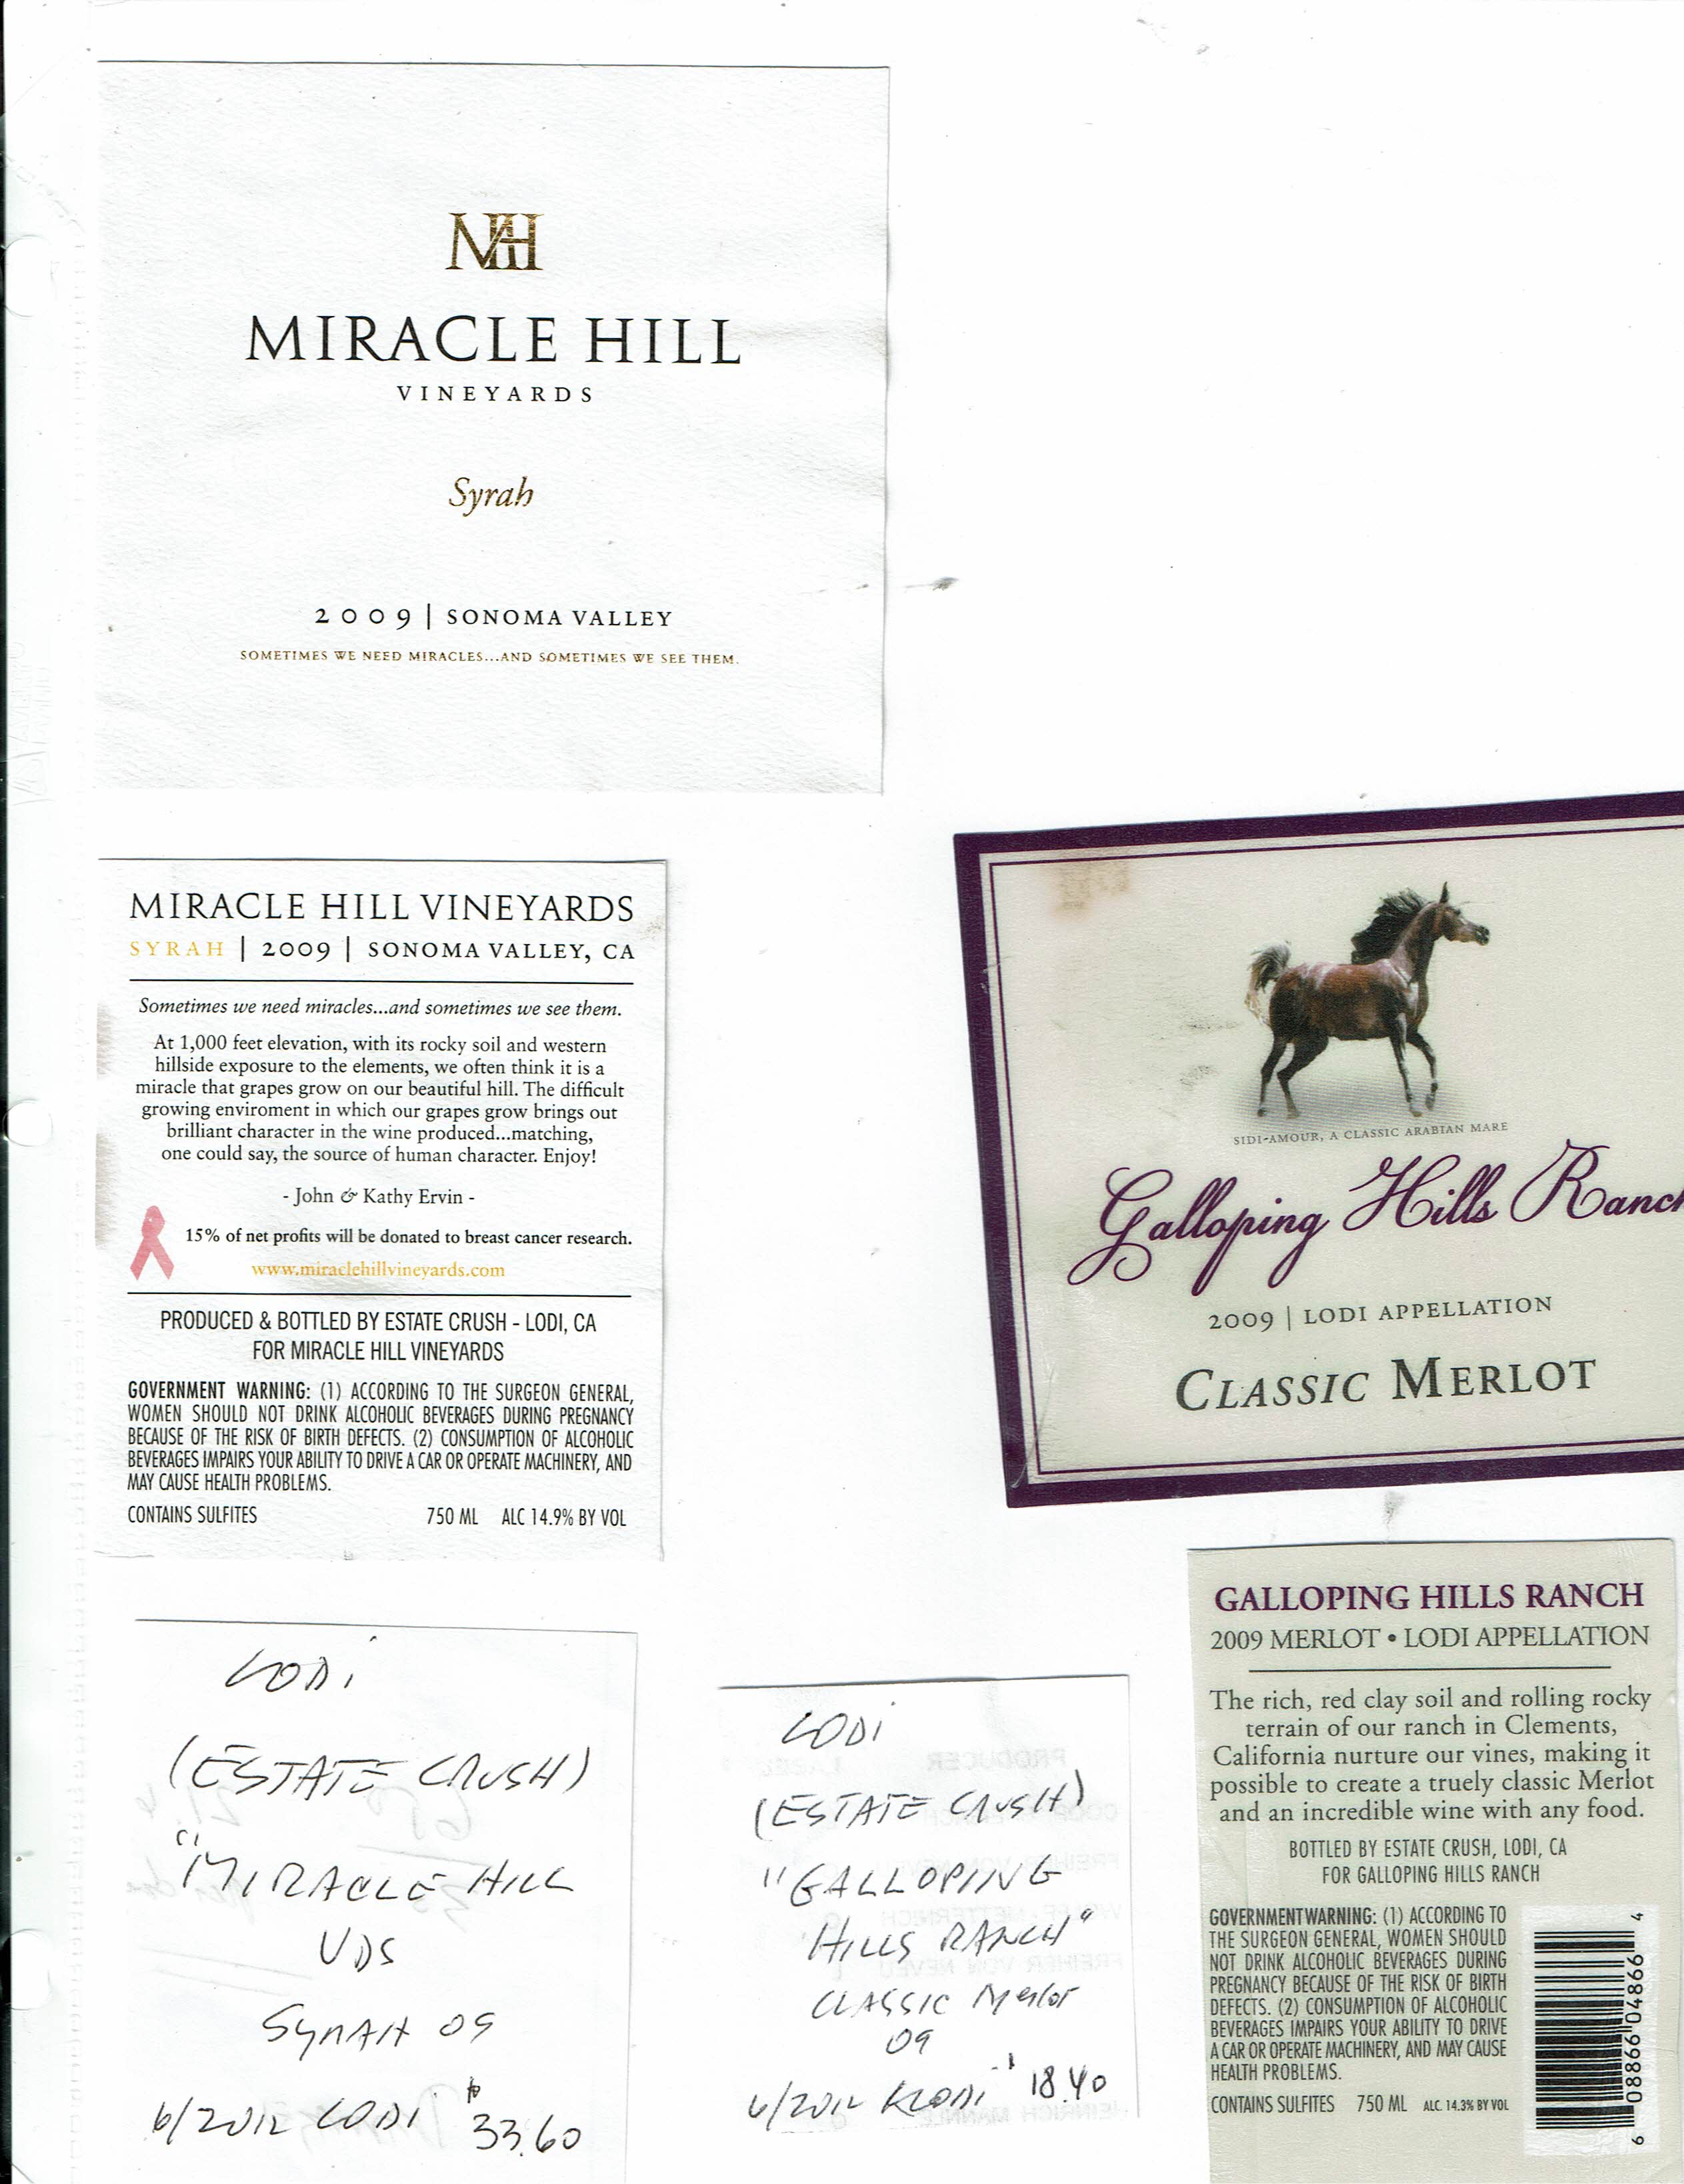 MH
MIRACLE HILL
VINEYARDS
Syrah
2009 | SONOMA VALLEY
SOMETIMES WE NEED MIRACLES...AND SOMETIMES WE SEE THEM.
MIRACLE HILL VINEYARDS
SYRAH | 2009 | SONOMA VALLEY, CA
Sometimes we need miracles...and sometimes we see them.
At 1,000 feet elevation, with its rocky soil and western
hillside exposure to the elements, we often think it is a
miracle that grapes grow on our beautiful hill. The difficult
growing enviroment in which our grapes grow brings out
brilliant character in the wine produced...matching,
one could say, the source of human character. Enjoy!
- John & Kathy Ervin -
15% of net profits will be donated to breast cancer research.
www.miraclehillvineyards.com
PRODUCED & BOTTLED BY ESTATE CRUSH - LODI, CA
FOR MIRACLE HILL VINEYARDS
GOVERNMENT WARNING: (1) ACCORDING TO THE SURGEON GENERAL,
WOMEN SHOULD NOT DRINK ALCOHOLIC BEVERAGES DURING PREGNANCY
BECAUSE OF THE RISK OF BIRTH DEFECTS. (2) CONSUMPTION OF ALCOHOLIC
BEVERAGES IMPAIRS YOUR ABILITY TO DRIVE A CAR OR OPERATE MACHINERY, AND
MAY CAUSE HEALTH PROBLEMS.
CONTAINS SULFITES 750 ML ALC 14.9% BY VOL
SIDI-AMOUR, A CLASSIC ARABIAN MARE
Galloping Hills Ranch
2009 | LODI APPELLATION
CLASSIC MERLOT
GALLOPING HILLS RANCH
2009 MERLOT • LODI APPELLATION
The rich, red clay soil and rolling rocky
terrain of our ranch in Clements,
California nurture our vines, making it
possible to create a truely classic Merlot
and an incredible wine with any food.
BOTTLED BY ESTATE CRUSH, LODI, CA
FOR GALLOPING HILLS RANCH
GOVERNMENT WARNING: (1) ACCORDING TO
THE SURGEON GENERAL, WOMEN SHOULD
NOT DRINK ALCOHOLIC BEVERAGES DURING
PREGNANCY BECAUSE OF THE RISK OF BIRTH
DEFECTS. (2) CONSUMPTION OF ALCOHOLIC
BEVERAGES IMPAIRS YOUR ABILITY TO DRIVE
A CAR OR OPERATE MACHINERY, AND MAY CAUSE
HEALTH PROBLEMS.
CONTAINS SULFITES 750 ML ALC. 14.3% BY VOL
6 08866 04866 4
LODi
(ESTATE CRUSH)
"MIRACLE HILL
VDS
SYRAH 09
6/2012 LODI $33.60
LODi
(ESTATE CRUSH)
"GALLOPING
HILLS RANCH"
CLASSIC Merlot
09
6/2012 LODI 18.40